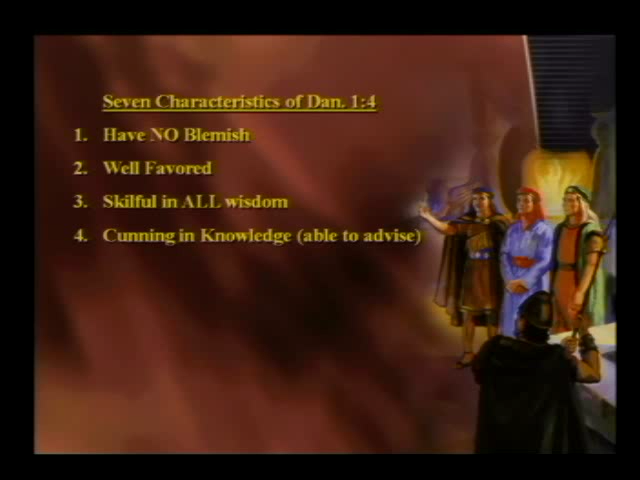 Seven Characteristics of Dan. 1:4
1. Have NO Blemish
2. Well Favored
3. Skilful in ALL wisdom
4. Cunning in Knowledge (able to advise)